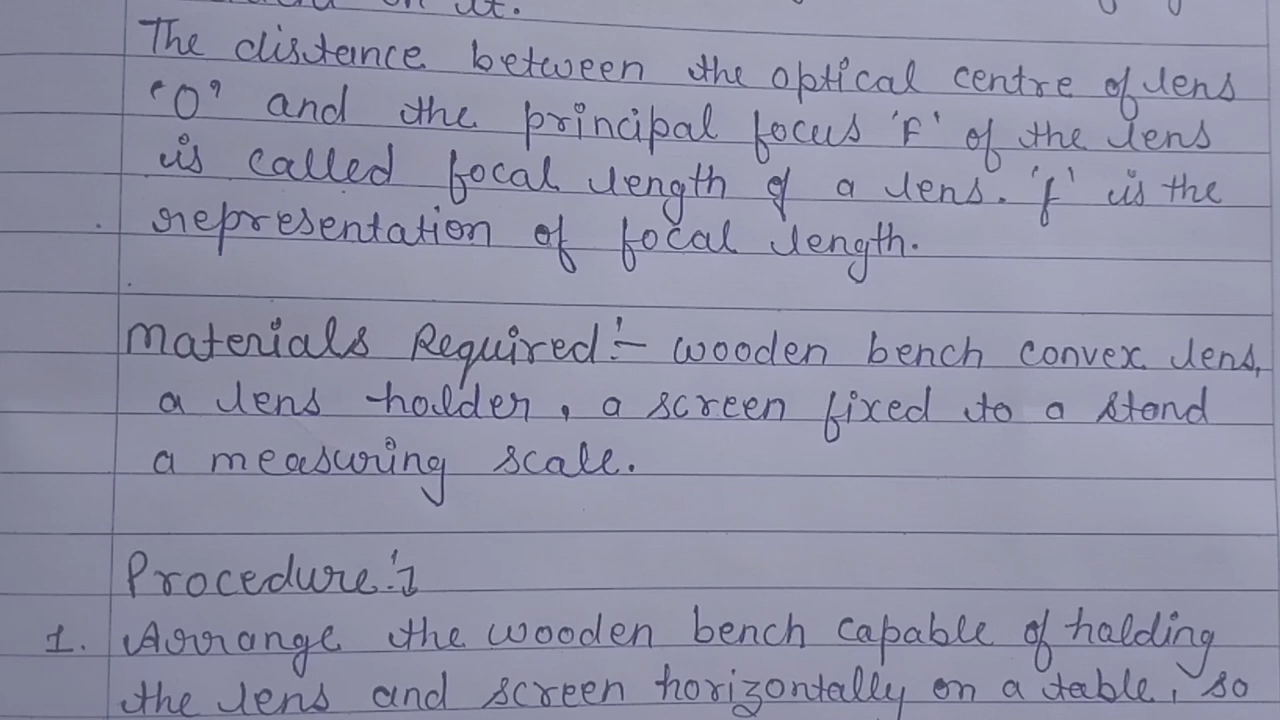 on it.
The distance between the optical centre of lens
"O" and the principal focus 'F' of the lens
is called focal length of a lens. 'f' is the
representation of focal length.
Materials Required :- wooden bench convex lens,
a lens holder, a screen fixed to a stand
a measuring scale.
Procedure :-
1. Arrange the wooden bench capable of holding
the lens and screen horizontally on a table, so